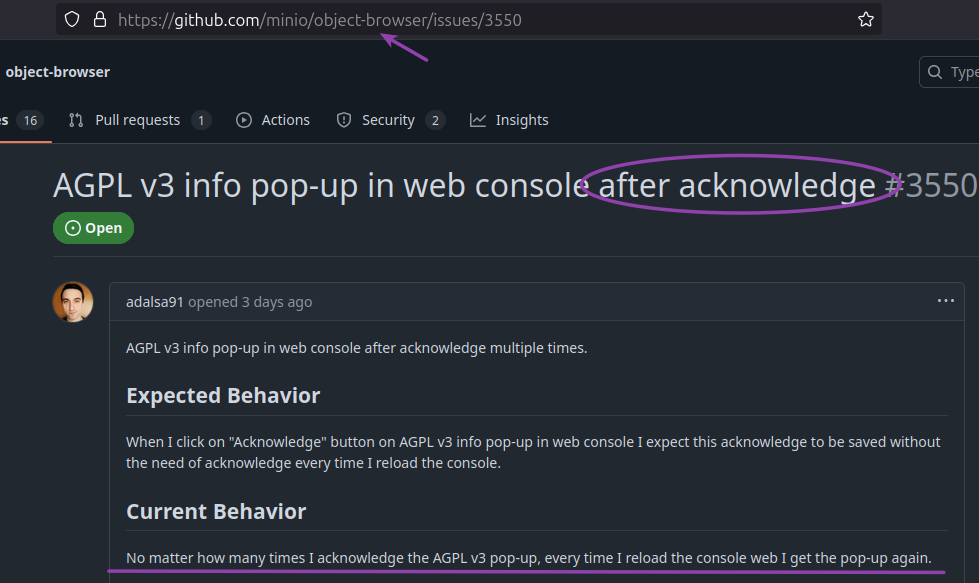 https://github.com/minio/object-browser/issues/3550
object-browser
Type
es 16 Pull requests 1 Actions Security 2 Insights
AGPL v3 info pop-up in web console after acknowledge #3550
Open
adalsa91 opened 3 days ago
AGPL v3 info pop-up in web console after acknowledge multiple times.
Expected Behavior
When I click on "Acknowledge" button on AGPL v3 info pop-up in web console I expect this acknowledge to be saved without
the need of acknowledge every time I reload the console.
Current Behavior
No matter how many times I acknowledge the AGPL v3 pop-up, every time I reload the console web I get the pop-up again.